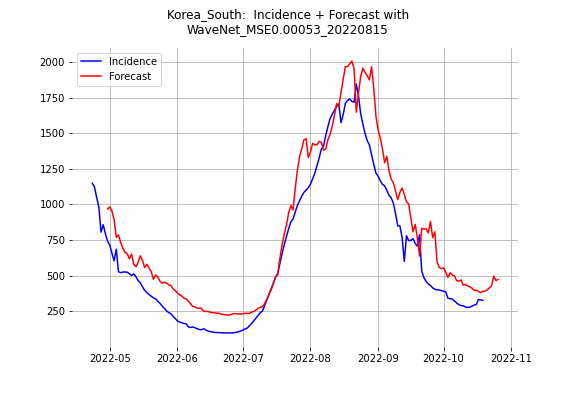 Korea_South:  Incidence + Forecast with
WaveNet_MSE0.00053_20220815
Incidence
Forecast
2000
1750
1500
1250
1000
750
500
250
2022-05 2022-06 2022-07 2022-08 2022-09 2022-10 2022-11